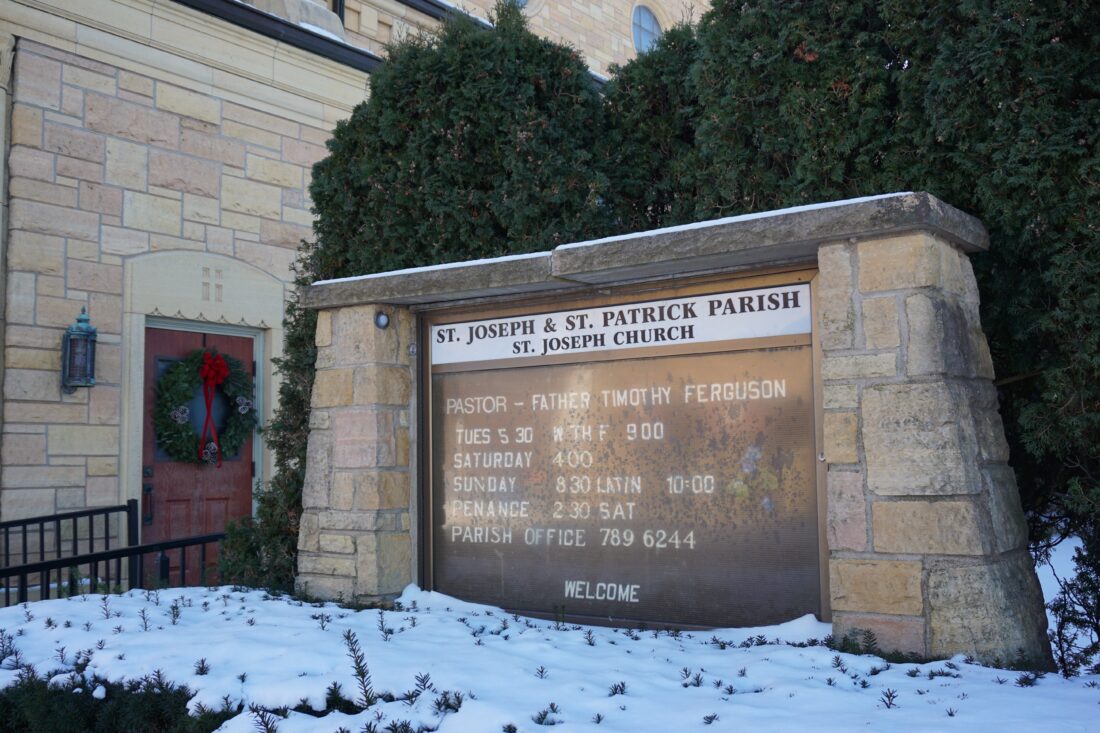 ST. JOSEPH & ST. PATRICK PARISH
ST. JOSEPH CHURCH
PASTOR - FATHER TIMOTHY FERGUSON
TUES 5 30 W TH F 9 00
SATURDAY 4 00
SUNDAY 8 30 LATIN 10-00
PENANCE 2 30 SAT
PARISH OFFICE 789 6244
WELCOME